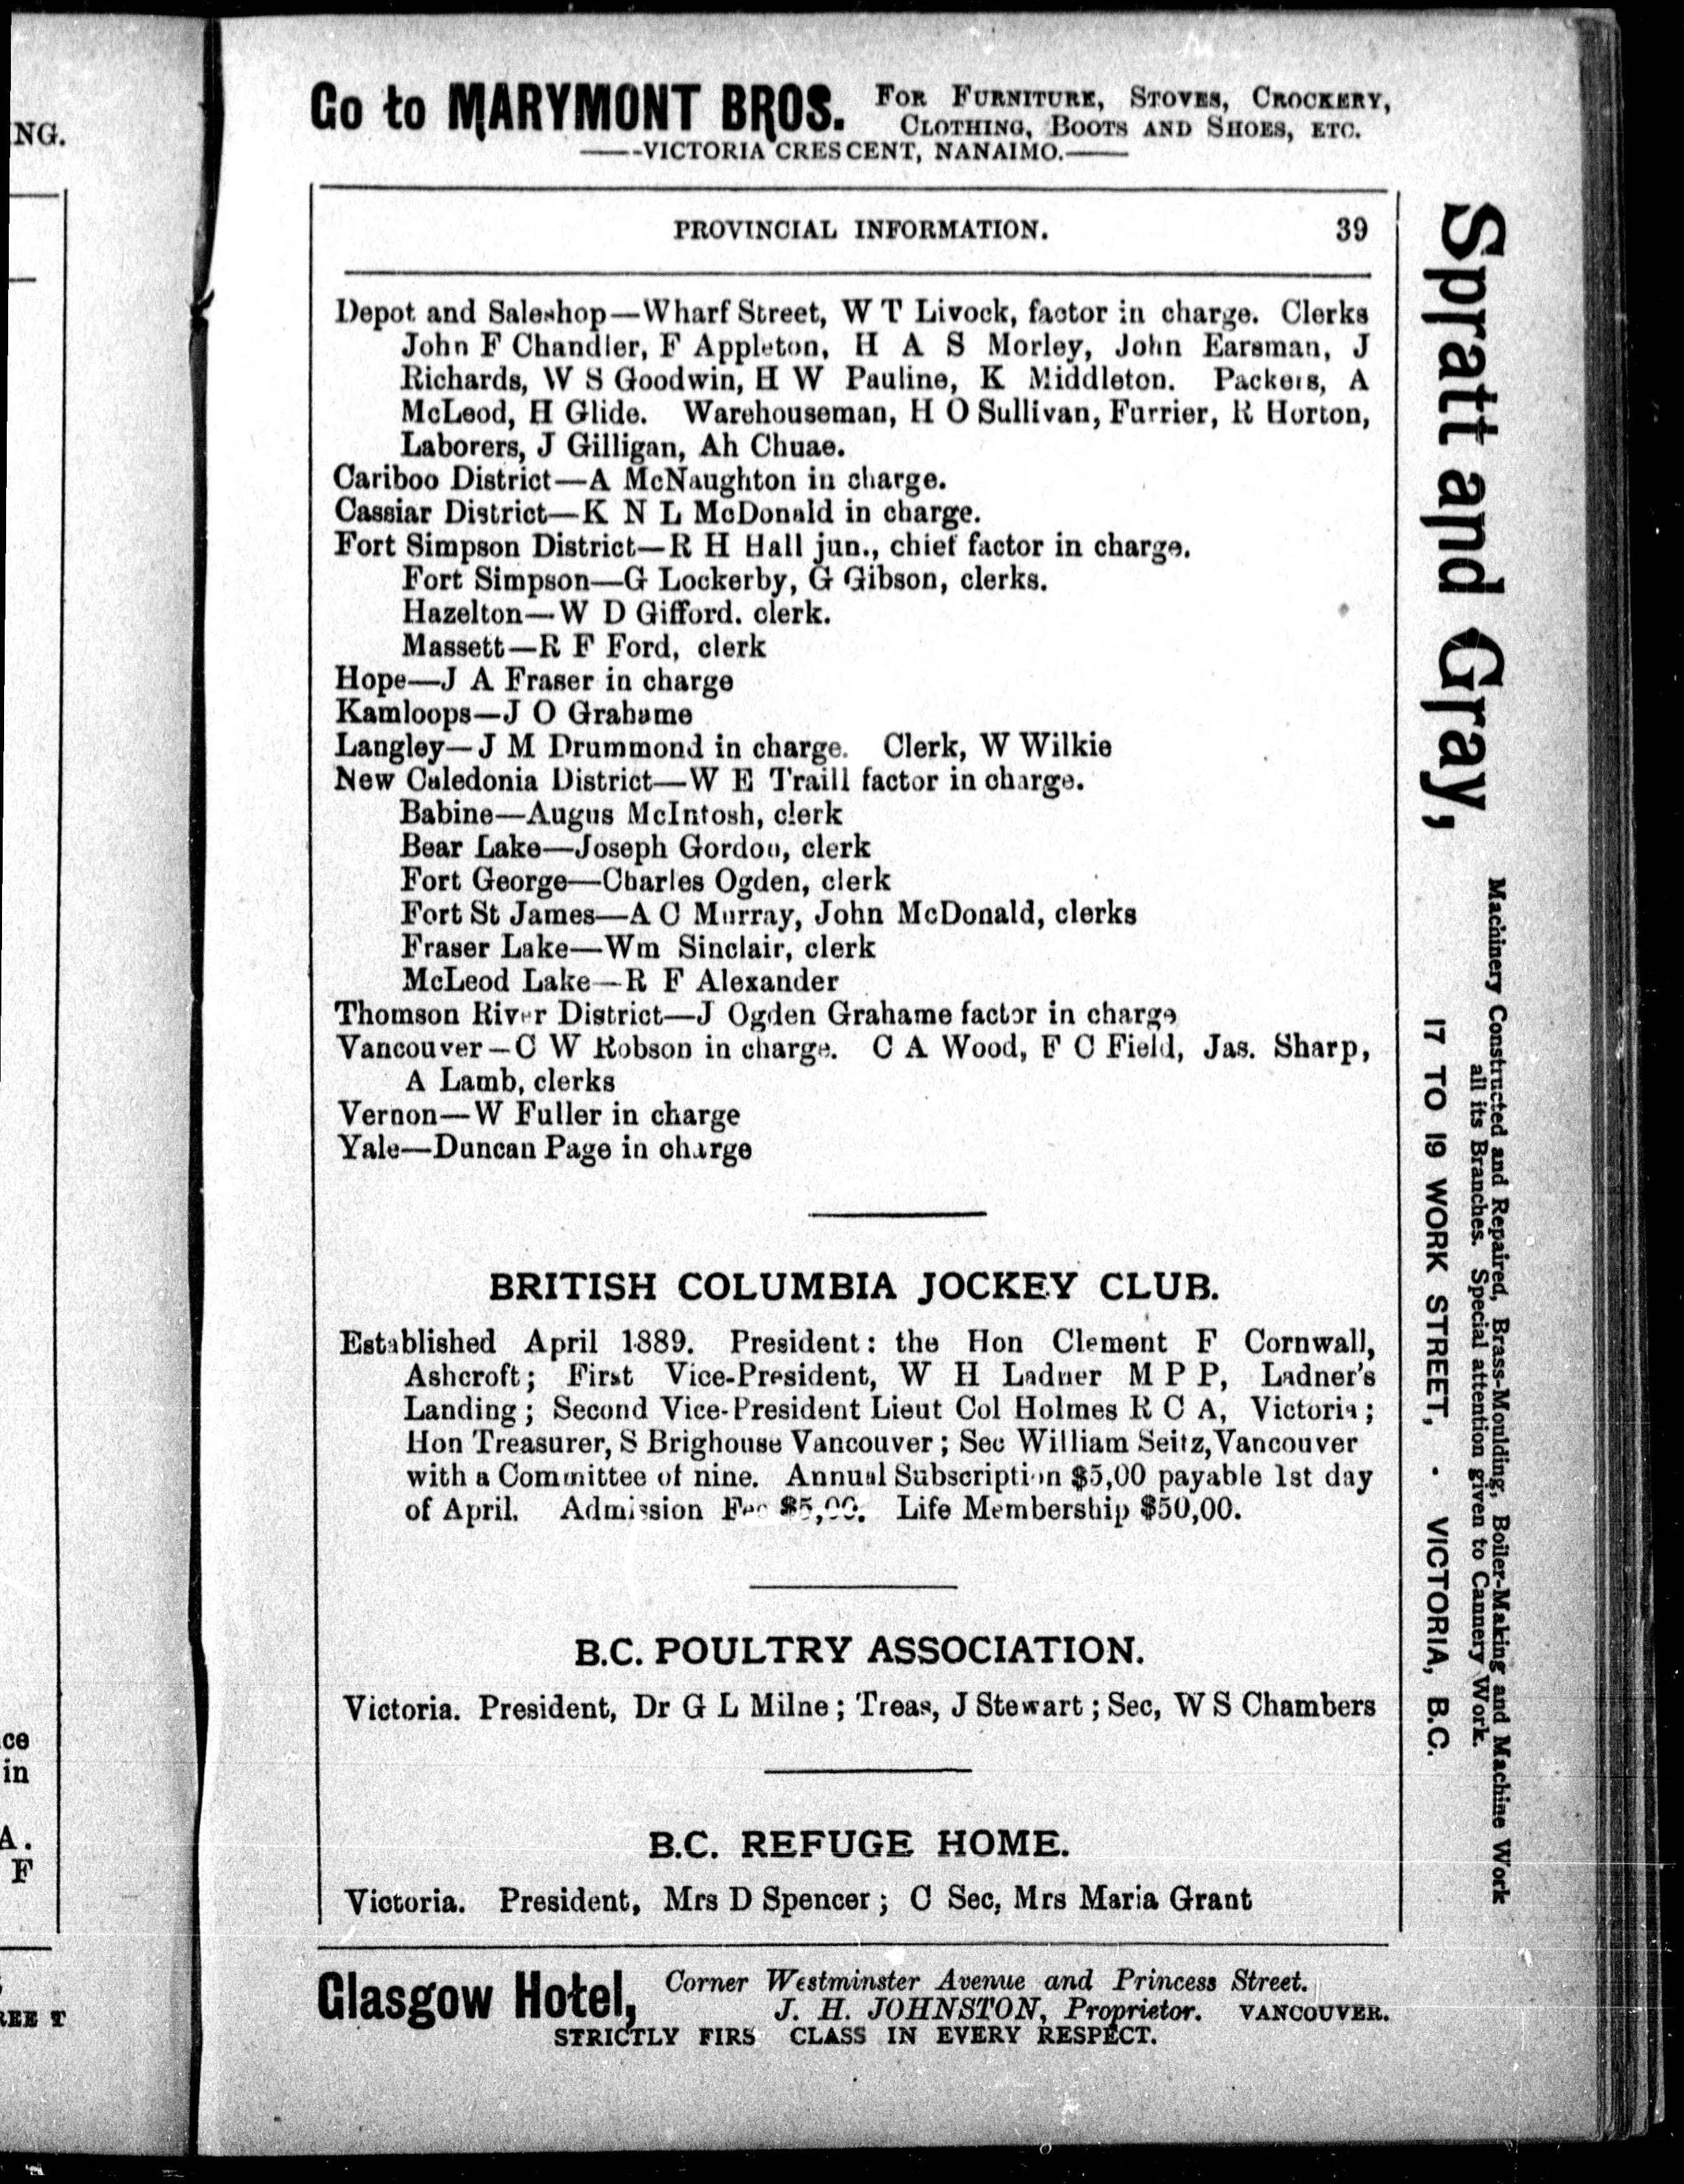 Go to MARYMONT BROS. FOR FURNITURE, STOVES, CROCKERY,
CLOTHING, BOOTS AND SHOES, ETC.
VICTORIA CRESCENT, NANAIMO.
PROVINCIAL INFORMATION. 39
Depot and Saleshop—Wharf Street, W T Livock, factor in charge. Clerks
John F Chandler, F Appleton, H A S Morley, John Earsman, J
Richards, W S Goodwin, H W Pauline, K Middleton. Packers, A
McLeod, H Glide. Warehouseman, H O Sullivan, Furrier, R Horton,
Laborers, J Gilligan, Ah Chuae.
Cariboo District—A McNaughton in charge.
Cassiar District—K N L McDonald in charge.
Fort Simpson District—R H Hall jun., chief factor in charge.
Fort Simpson—G Lockerby, G Gibson, clerks.
Hazelton—W D Gifford. clerk.
Massett—R F Ford, clerk
Hope—J A Fraser in charge
Kamloops—J O Grahame
Langley—J M Drummond in charge. Clerk, W Wilkie
New Caledonia District—W E Traill factor in charge.
Babine—Augus McIntosh, clerk
Bear Lake—Joseph Gordon, clerk
Fort George—Charles Ogden, clerk
Fort St James—A C Murray, John McDonald, clerks
Fraser Lake—Wm Sinclair, clerk
McLeod Lake—R F Alexander
Thomson River District—J Ogden Grahame factor in charge
Vancouver—C W Robson in charge. C A Wood, F C Field, Jas. Sharp,
A Lamb, clerks
Vernon—W Fuller in charge
Yale—Duncan Page in charge
BRITISH COLUMBIA JOCKEY CLUB.
Established April 1889. President: the Hon Clement F Cornwall,
Ashcroft; First Vice-President, W H Ladner M P P, Ladner's
Landing; Second Vice-President Lieut Col Holmes R C A, Victoria;
Hon Treasurer, S Brighouse Vancouver; Sec William Seitz, Vancouver
with a Committee of nine. Annual Subscription $5,00 payable 1st day
of April. Admission Fee $5,00. Life Membership $50,00.
B.C. POULTRY ASSOCIATION.
Victoria. President, Dr G L Milne; Treas, J Stewart; Sec, W S Chambers
B.C. REFUGE HOME.
Victoria. President, Mrs D Spencer; C Sec, Mrs Maria Grant
Glasgow Hotel, Corner Westminster Avenue and Princess Street.
J. H. JOHNSTON, Proprietor. VANCOUVER.
STRICTLY FIRS CLASS IN EVERY RESPECT.
Spratt and Gray,
Machinery Constructed and Repaired, Brass-Moulding, Boiler-Making and Machine Work
all its Branches. Special attention given to Cannery Work.
17 TO 19 WORK STREET, - VICTORIA, B.C.
NG.
ce
in
A.
F
REET